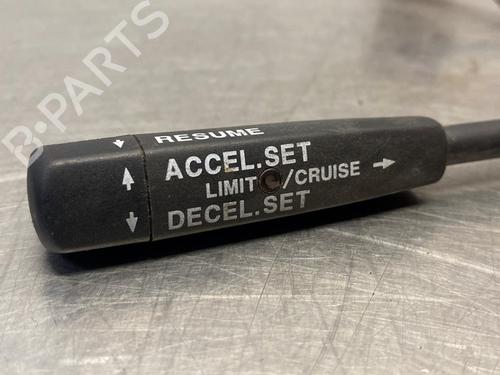 R-PARTS
RESUME
ACCEL.SET
LIMIT /CRUISE
DECEL.SET